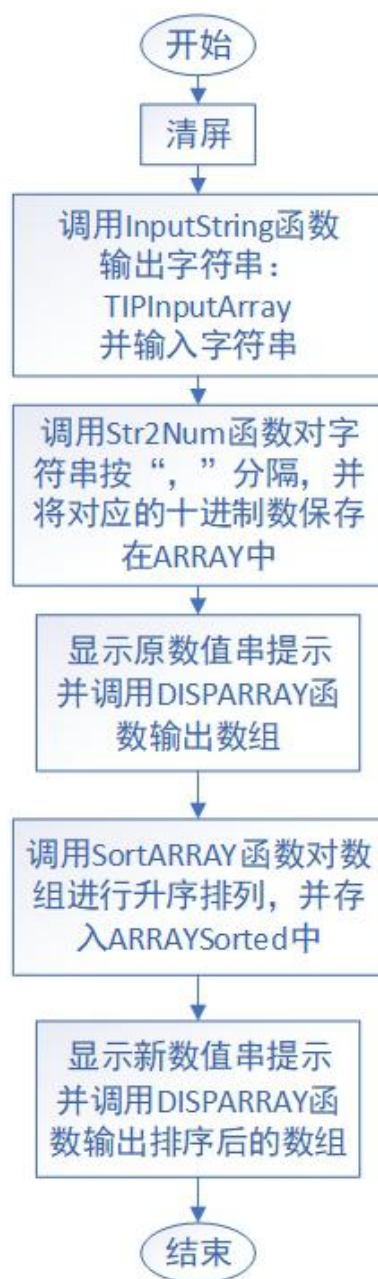 开始
清屏
调用InputString函数
输出字符串：
TIPInputArray
并输入字符串
调用Str2Num函数对字
符串按“，”分隔，并
将对应的十进制数保存
在ARRAY中
显示原数值串提示
并调用DISPARRAY函
数输出数组
调用SortARRAY函数对数
组进行升序排列，并存
入ARRAYSorted中
显示新数值串提示
并调用DISPARRAY函
数输出排序后的数组
结束